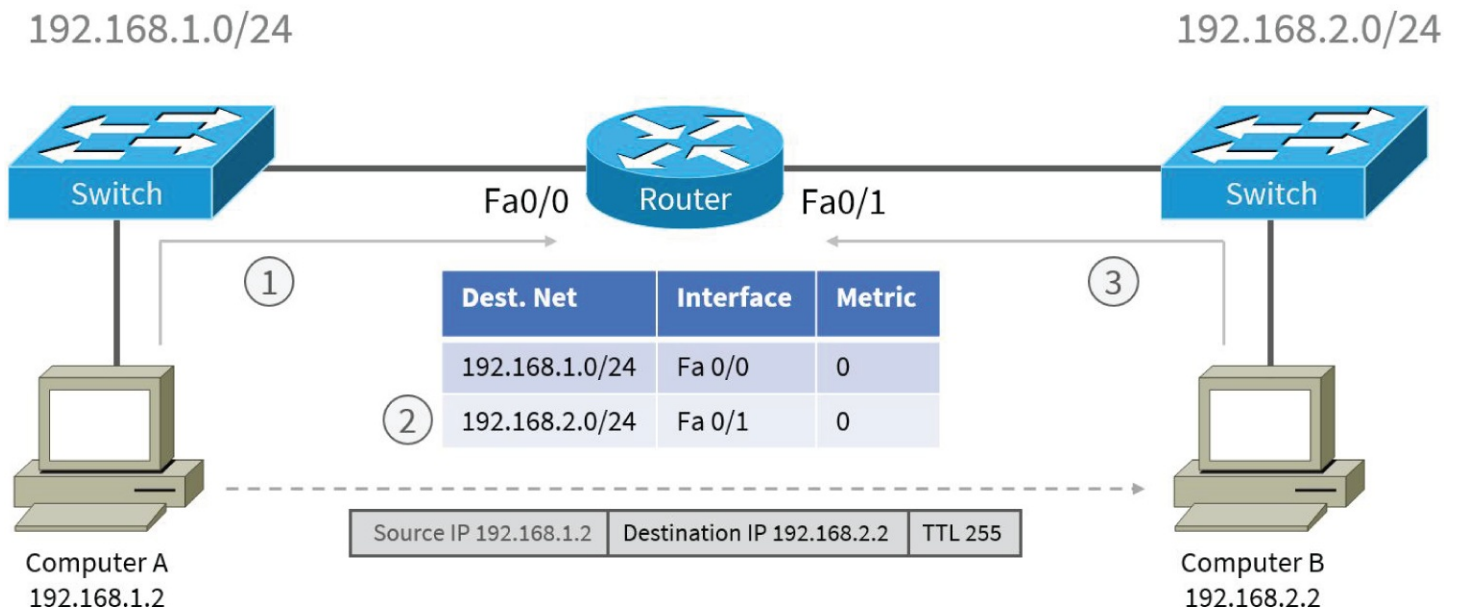 192.168.1.0/24
192.168.2.0/24
Switch
Fa0/0
Router
Fa0/1
Switch
1
3
Dest. Net Interface Metric
192.168.1.0/24 Fa 0/0 0
2
192.168.2.0/24 Fa 0/1 0
Source IP 192.168.1.2 Destination IP 192.168.2.2 TTL 255
Computer A
192.168.1.2
Computer B
192.168.2.2